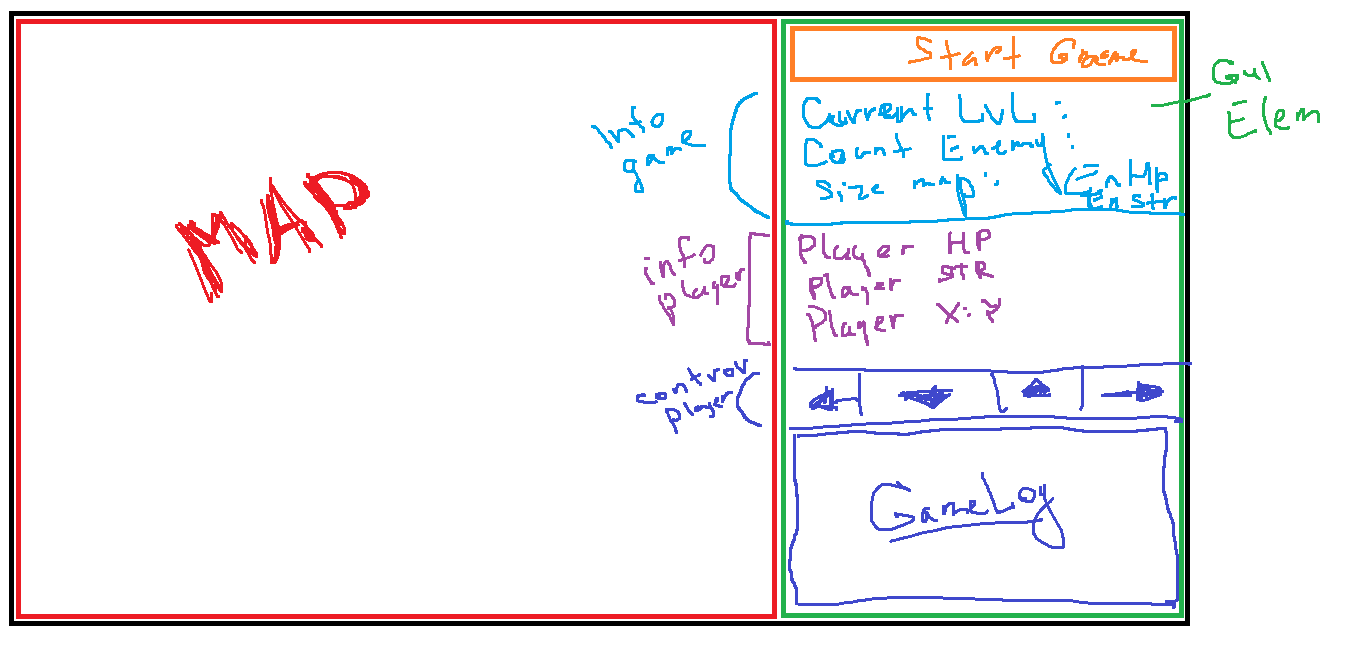 Start Game
Gui
Elem
Info
game
Current LvL :
Count Enemy :
Size map :
En Hp
En Str
MAP
info
player
Player HP
Player STR
Player X: Y
control
player
GameLog